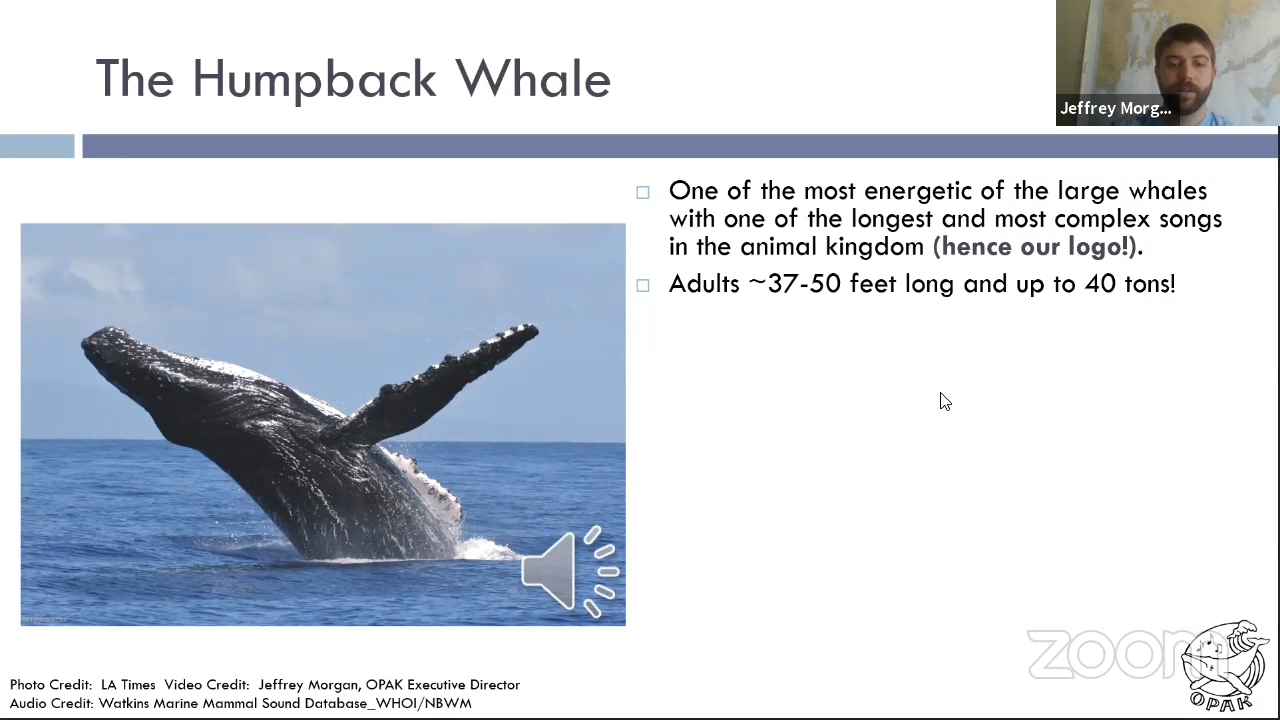 The Humpback Whale
Jeffrey Morg...
One of the most energetic of the large whales
with one of the longest and most complex songs
in the animal kingdom (hence our logo!).
Adults ~37-50 feet long and up to 40 tons!
zoom
OPAK
Photo Credit:  LA Times  Video Credit:  Jeffrey Morgan, OPAK Executive Director
Audio Credit: Watkins Marine Mammal Sound Database_WHOI/NBWM